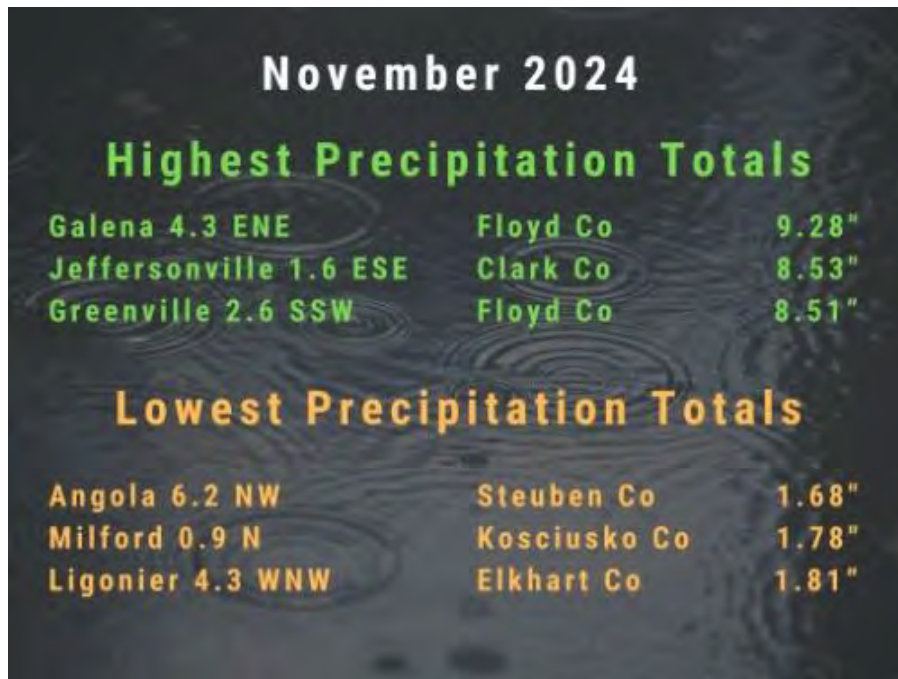 November 2024
Highest Precipitation Totals
Galena 4.3 ENE Floyd Co 9.28"
Jeffersonville 1.6 ESE Clark Co 8.53"
Greenville 2.6 SSW Floyd Co 8.51"
Lowest Precipitation Totals
Angola 6.2 NW Steuben Co 1.68"
Milford 0.9 N Kosciusko Co 1.78"
Ligonier 4.3 WNW Elkhart Co 1.81"